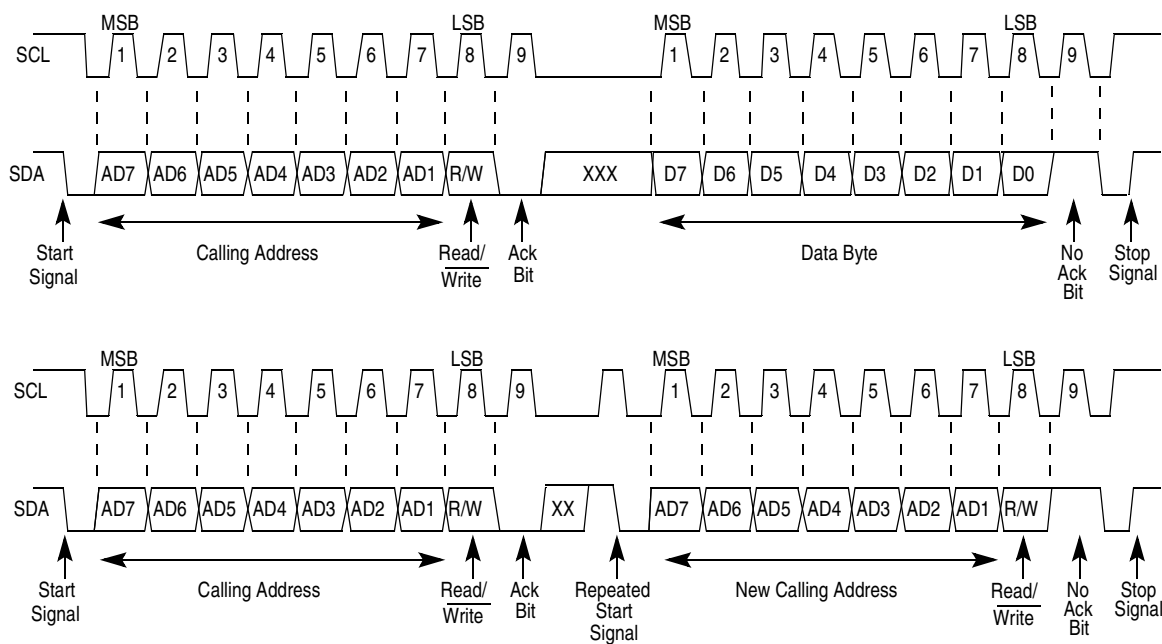 MSB LSB MSB LSB
SCL 1 2 3 4 5 6 7 8 9 1 2 3 4 5 6 7 8 9
SDA AD7 AD6 AD5 AD4 AD3 AD2 AD1 R/W XXX D7 D6 D5 D4 D3 D2 D1 D0
Start Signal
Calling Address
Read/ Write
Ack Bit
Data Byte
No Ack Bit
Stop Signal
MSB LSB MSB LSB
SCL 1 2 3 4 5 6 7 8 9 1 2 3 4 5 6 7 8 9
SDA AD7 AD6 AD5 AD4 AD3 AD2 AD1 R/W XX AD7 AD6 AD5 AD4 AD3 AD2 AD1 R/W
Start Signal
Calling Address
Read/ Write
Ack Bit
Repeated Start Signal
New Calling Address
Read/ Write
No Ack Bit
Stop Signal